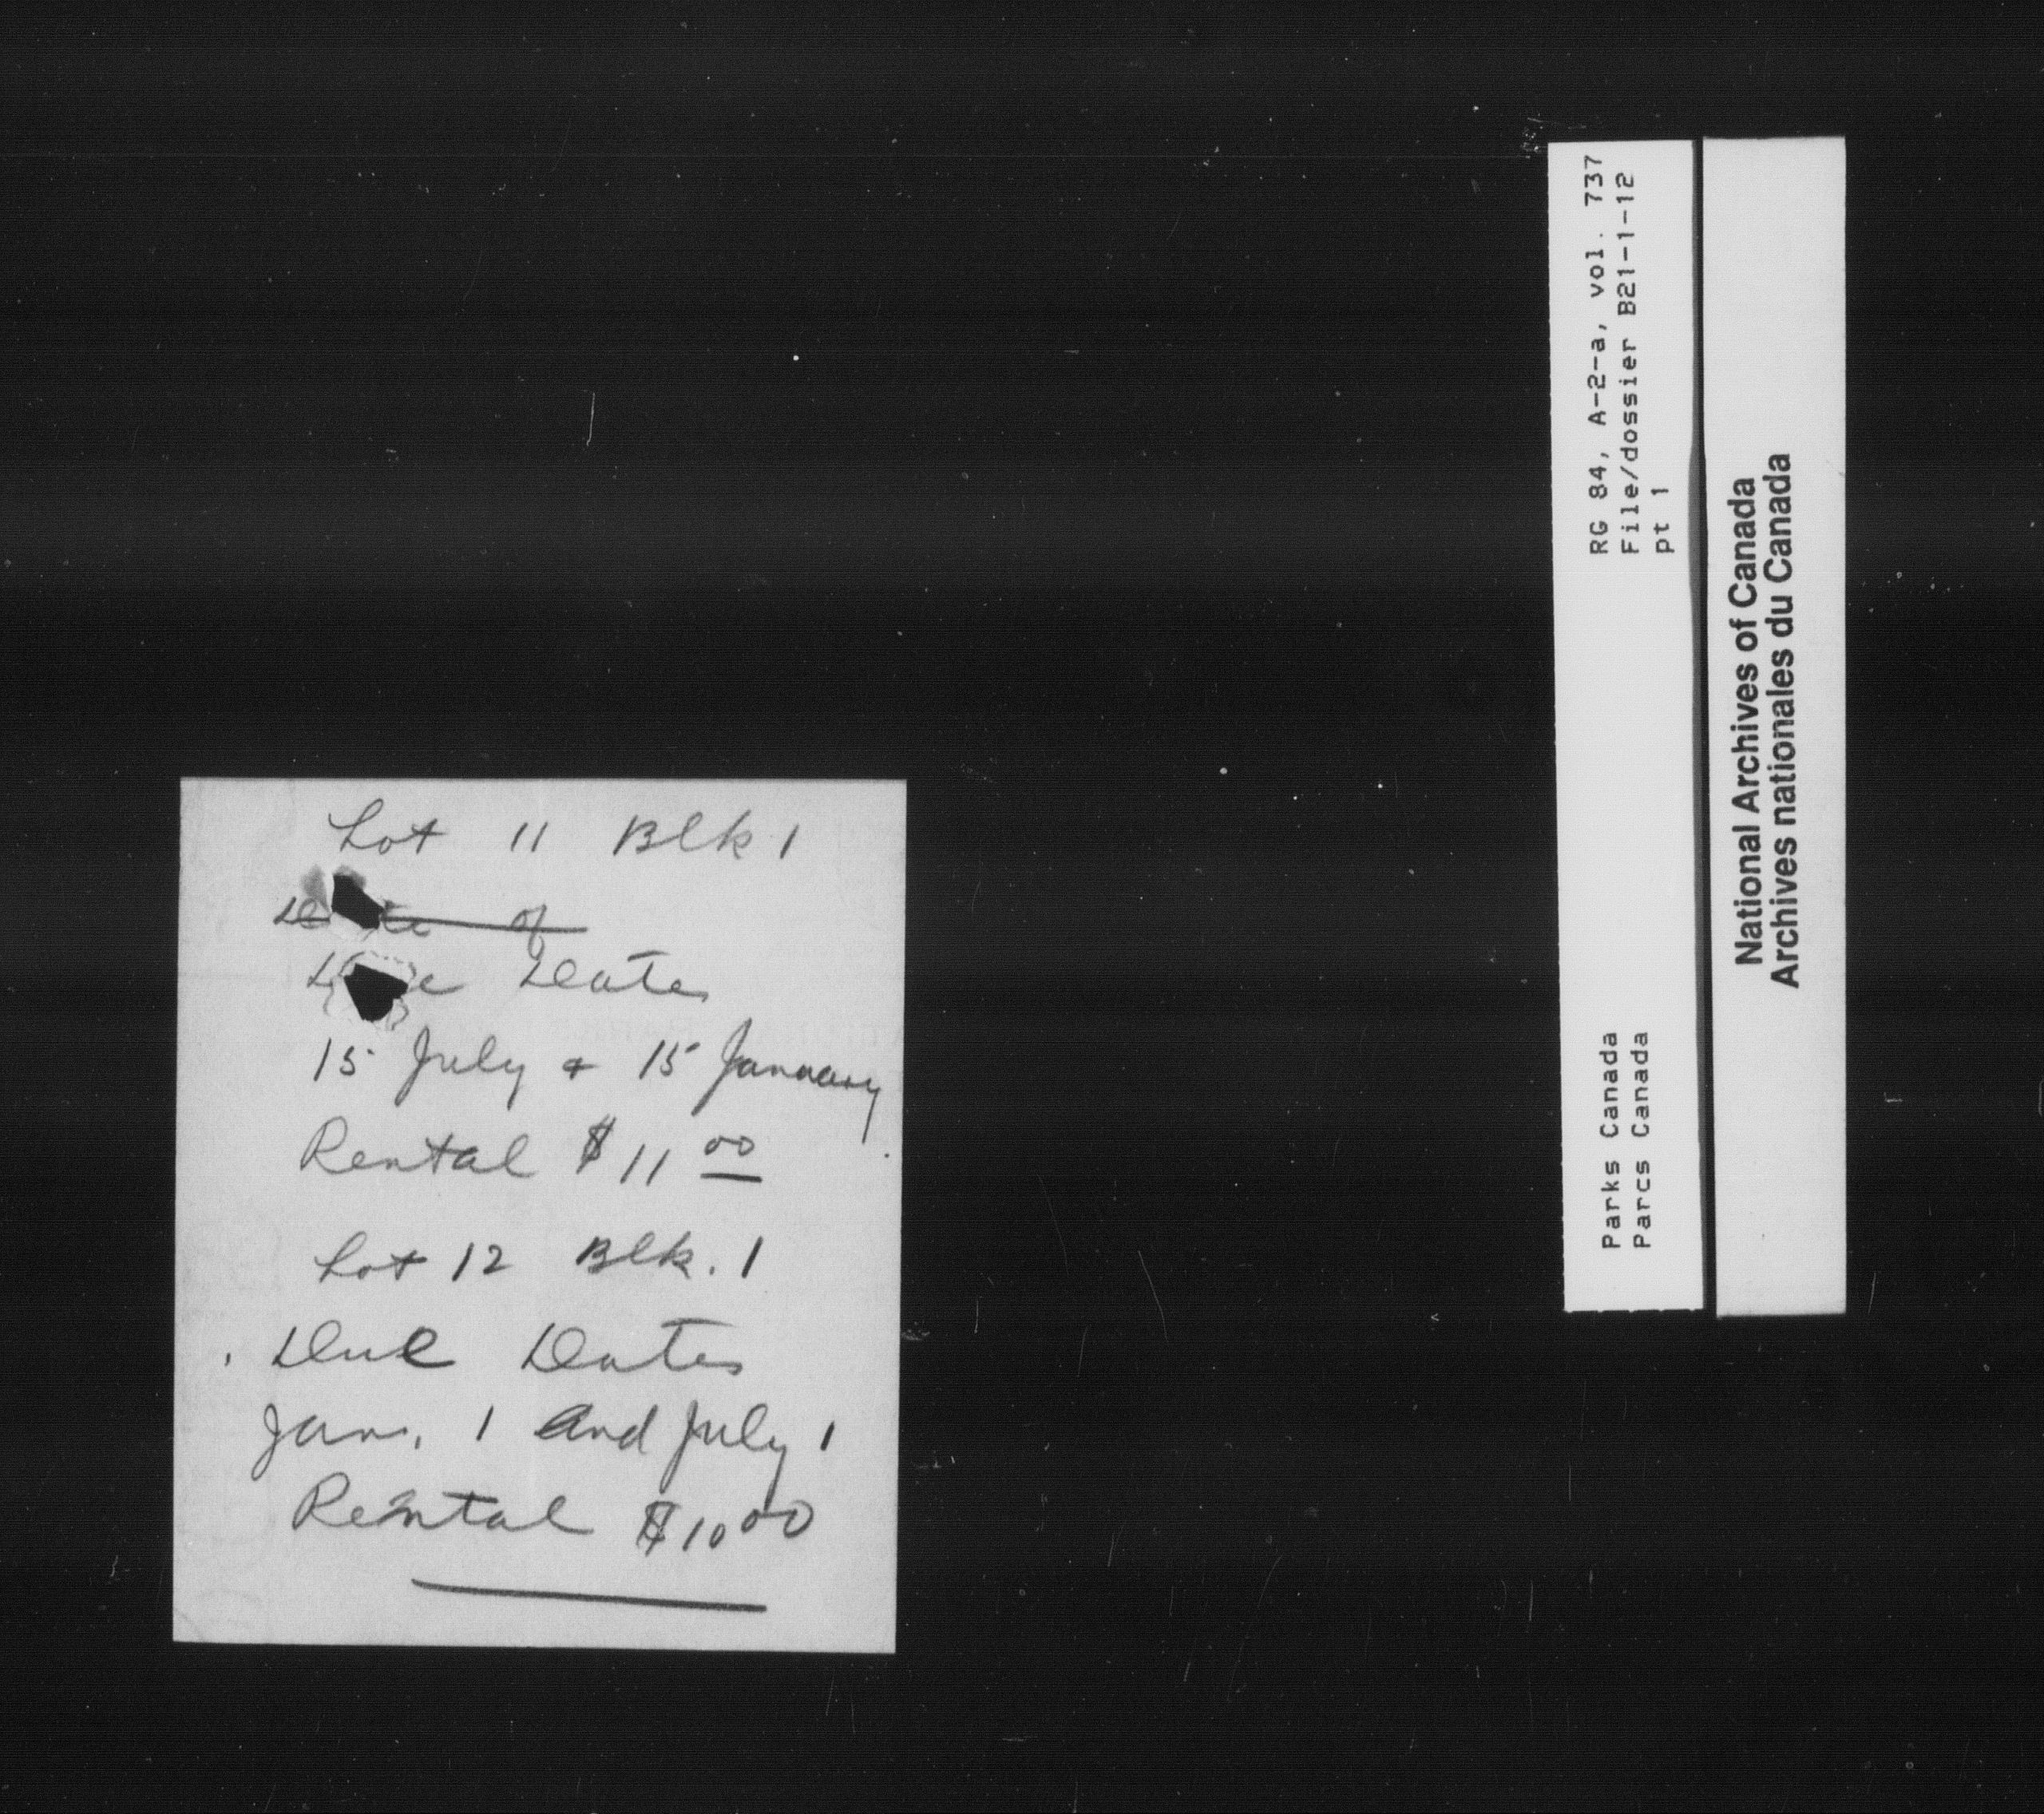 Lot 11 Blk 1
Date of
Due Dates
15 July + 15 January
Rental $11 00
Lot 12 Blk. 1
Due Dates
Jan. 1 and July 1
Rental $10 00
RG 84, A-2-a, vol. 737
File/dossier B21-1-12
pt 1
Parks Canada
Parcs Canada
National Archives of Canada
Archives nationales du Canada